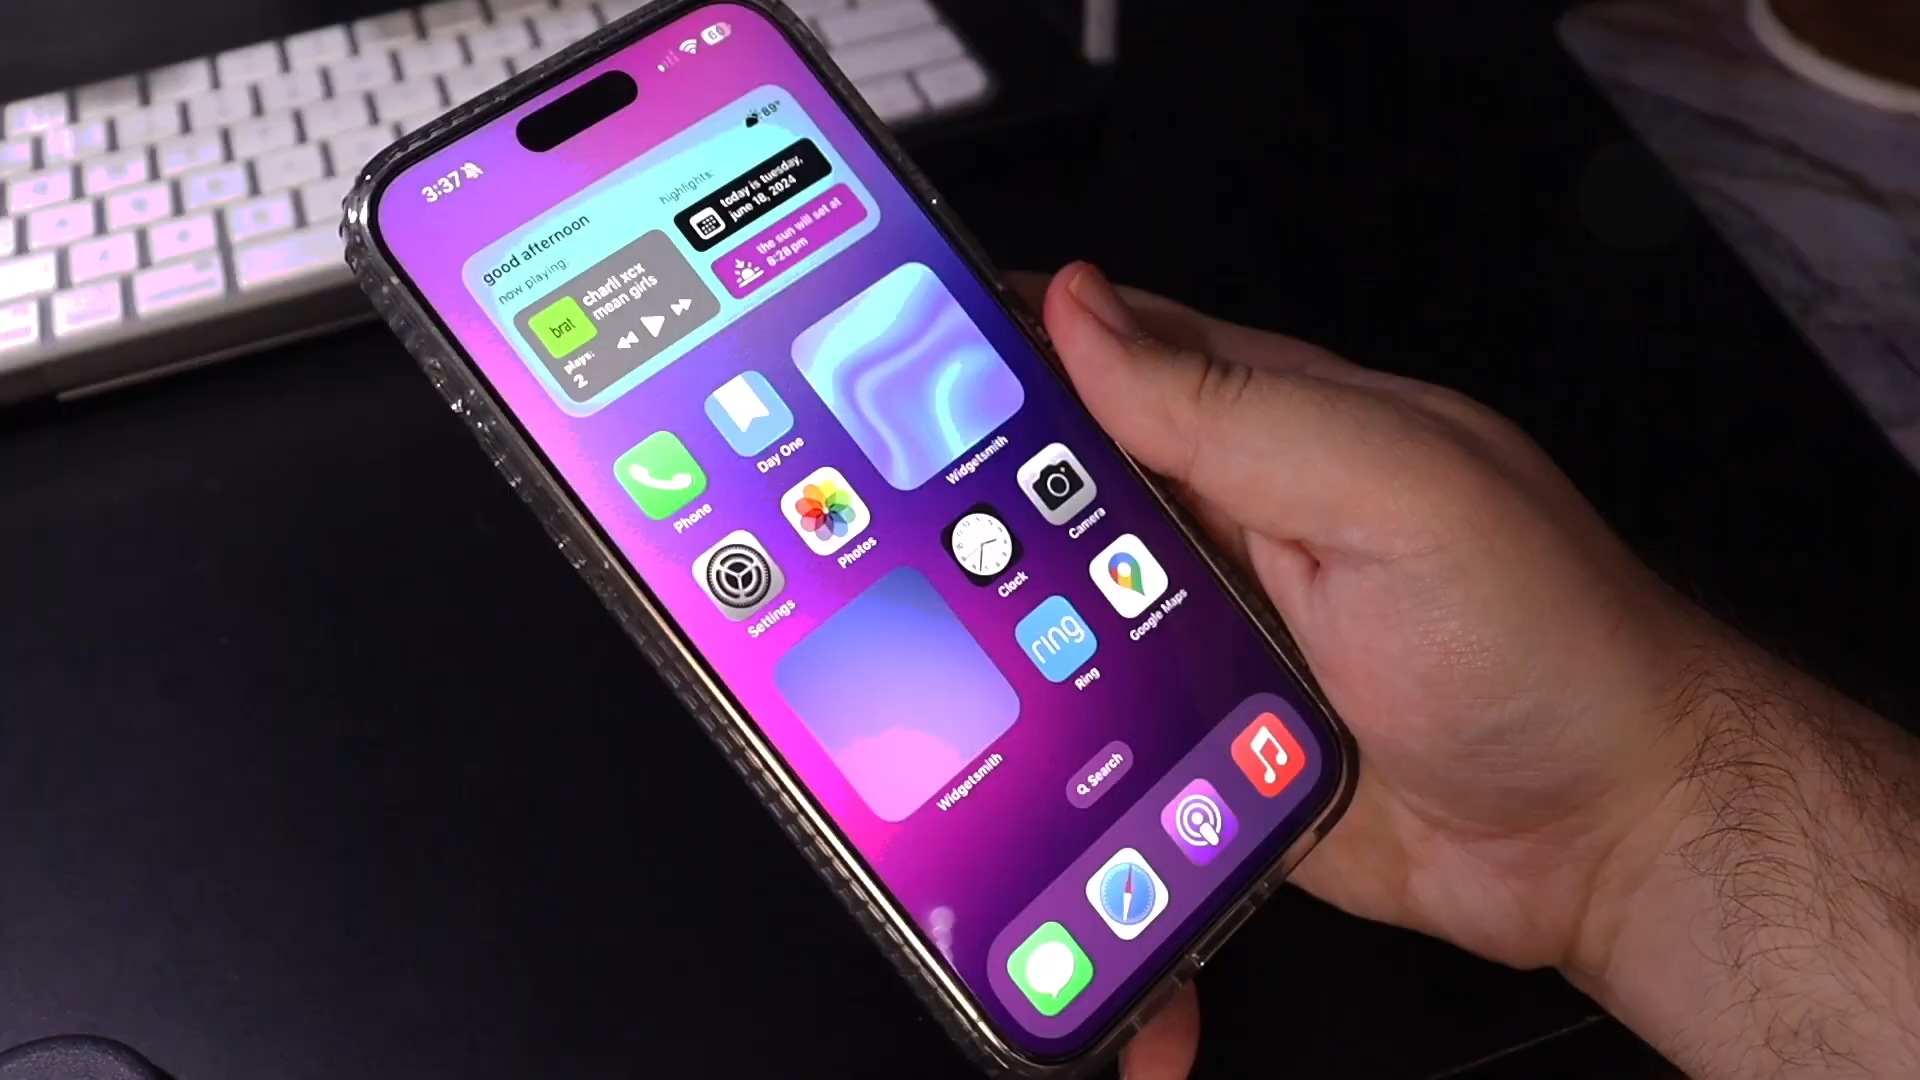 3:37
60
89°
good afternoon
highlights:
now playing:
today is tuesday,
june 18, 2024
the sun will set at
8:28 pm
brat
charli xcx
mean girls
plays:
2
Phone
Day One
Widgetsmith
Settings
Photos
Clock
Camera
Widgetsmith
ring
Ring
Google Maps
Search